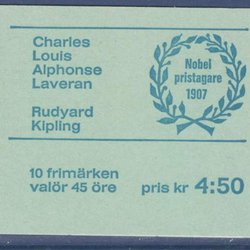 Charles
Louis
Alphonse
Laveran
Rudyard
Kipling
Nobel
pristagare
1907
10 frimärken
valör 45 öre
pris kr 4:50